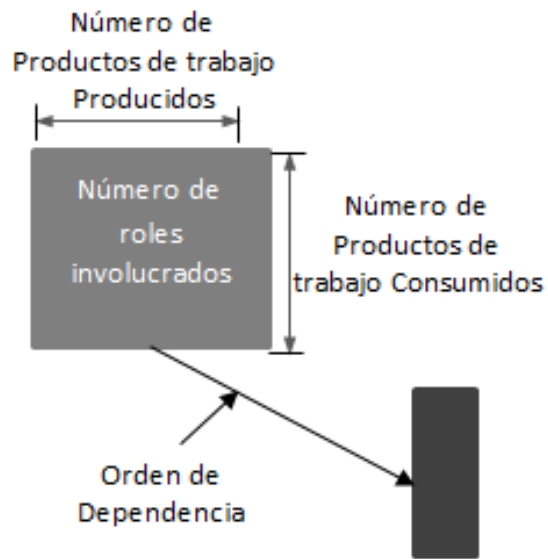 Número de
Productos de trabajo
Producidos
Número de
roles
involucrados
Número de
Productos de
trabajo Consumidos
Orden de
Dependencia